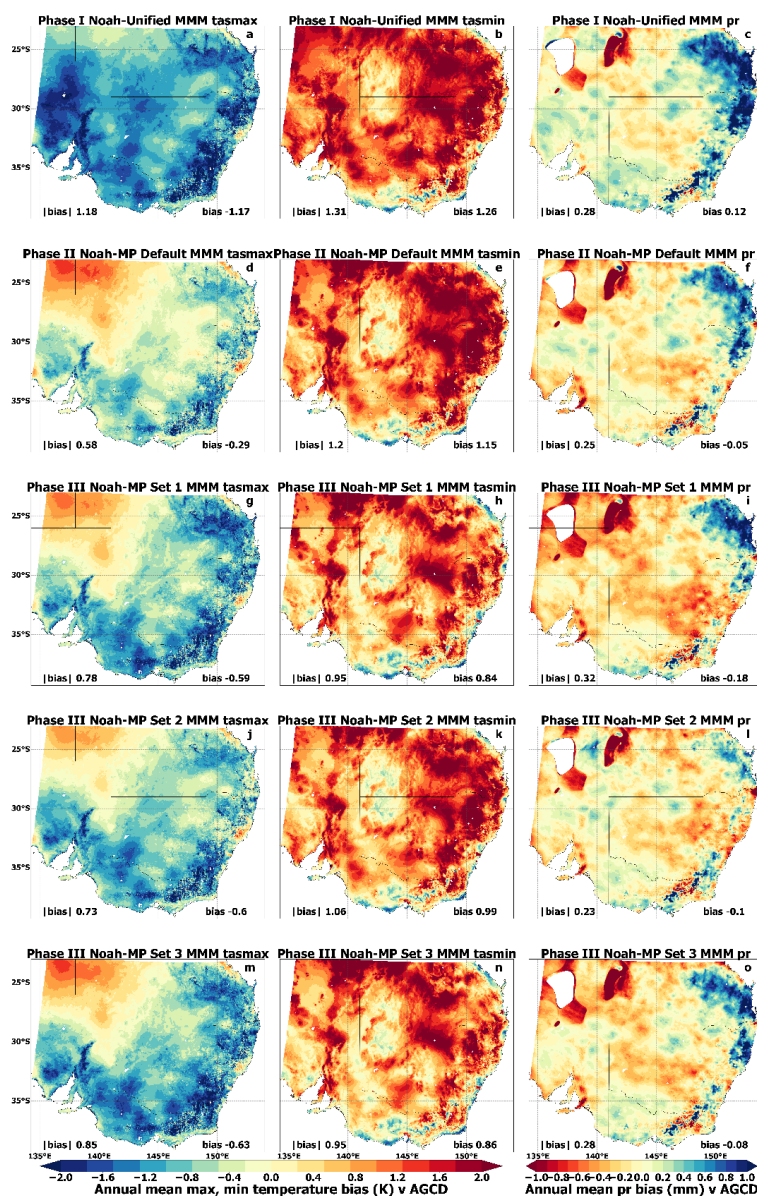 Phase I Noah-Unified MMM tasmax
Phase I Noah-Unified MMM tasmin
Phase I Noah-Unified MMM pr
a
b
c
25°S
30°S
35°S
|bias| 1.18
bias -1.17
|bias| 1.31
bias 1.26
|bias| 0.28
bias 0.12
Phase II Noah-MP Default MMM tasmax
Phase II Noah-MP Default MMM tasmin
Phase II Noah-MP Default MMM pr
d
e
f
25°S
30°S
35°S
|bias| 0.58
bias -0.29
|bias| 1.2
bias 1.15
|bias| 0.25
bias -0.05
Phase III Noah-MP Set 1 MMM tasmax
Phase III Noah-MP Set 1 MMM tasmin
Phase III Noah-MP Set 1 MMM pr
g
h
i
25°S
30°S
35°S
|bias| 0.78
bias -0.59
|bias| 0.95
bias 0.84
|bias| 0.32
bias -0.18
Phase III Noah-MP Set 2 MMM tasmax
Phase III Noah-MP Set 2 MMM tasmin
Phase III Noah-MP Set 2 MMM pr
j
k
l
25°S
30°S
35°S
|bias| 0.73
bias -0.6
|bias| 1.06
bias 0.99
|bias| 0.23
bias -0.1
Phase III Noah-MP Set 3 MMM tasmax
Phase III Noah-MP Set 3 MMM tasmin
Phase III Noah-MP Set 3 MMM pr
m
n
o
25°S
30°S
35°S
|bias| 0.85
bias -0.63
|bias| 0.95
bias 0.86
|bias| 0.28
bias -0.08
135°E 140°E 145°E 150°E
140°E 145°E 150°E
135°E 140°E 145°E 150°E
−2.0 −1.6 −1.2 −0.8 −0.4 0.0 0.4 0.8 1.2 1.6 2.0
−1.0−0.8−0.6−0.4−0.2 0.0 0.2 0.4 0.6 0.8 1.0
Annual mean max, min temperature bias (K) v AGCD
Annual mean pr bias (mm) v AGCD